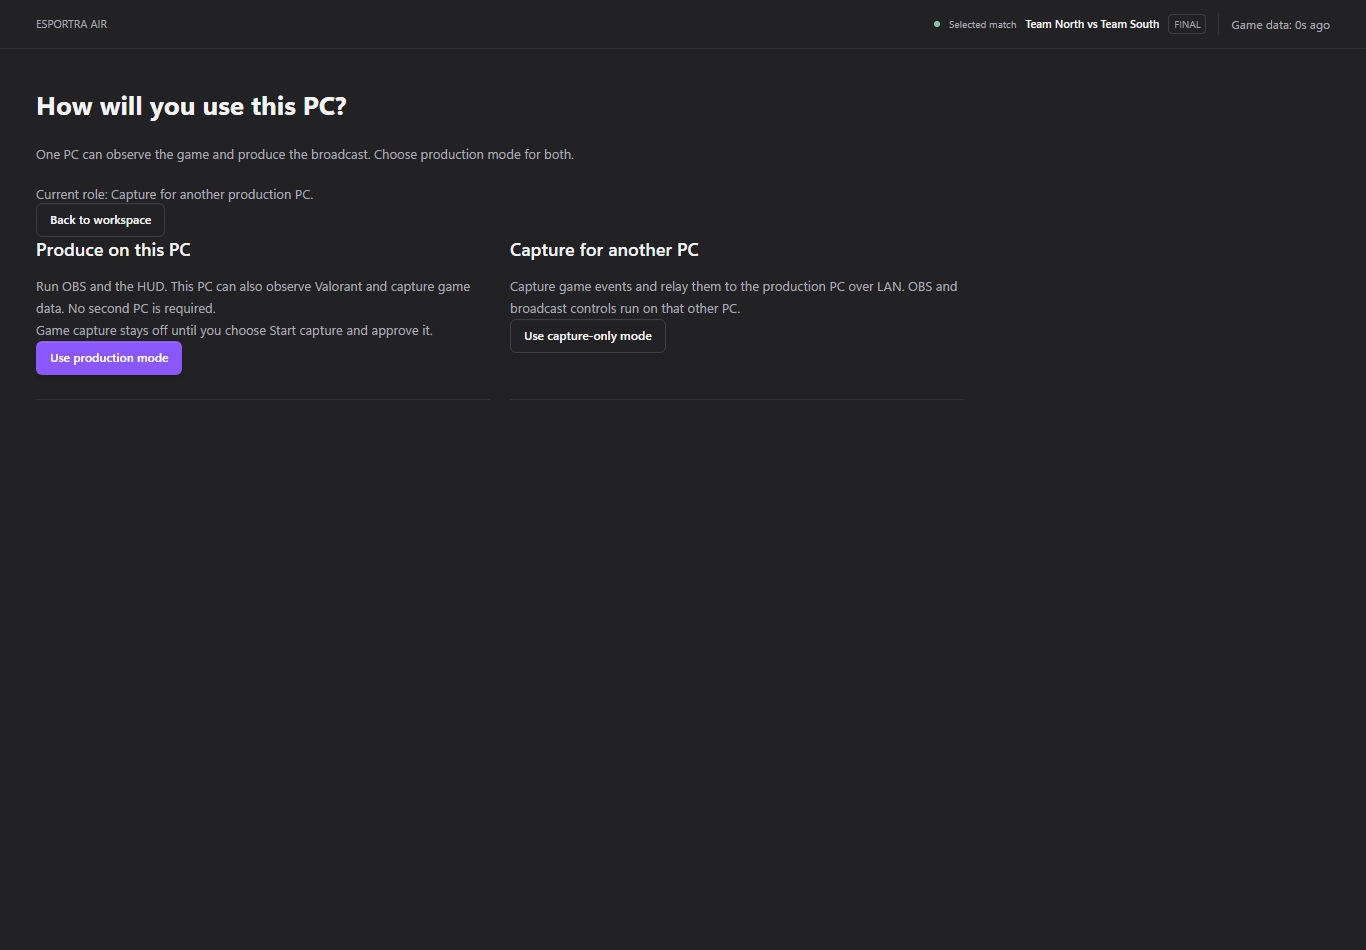 ESPORTRA AIR
Selected match Team North vs Team South FINAL Game data: 0s ago
How will you use this PC?
One PC can observe the game and produce the broadcast. Choose production mode for both.
Current role: Capture for another production PC.
Back to workspace
Produce on this PC
Run OBS and the HUD. This PC can also observe Valorant and capture game
data. No second PC is required.
Game capture stays off until you choose Start capture and approve it.
Use production mode
Capture for another PC
Capture game events and relay them to the production PC over LAN. OBS and
broadcast controls run on that other PC.
Use capture-only mode